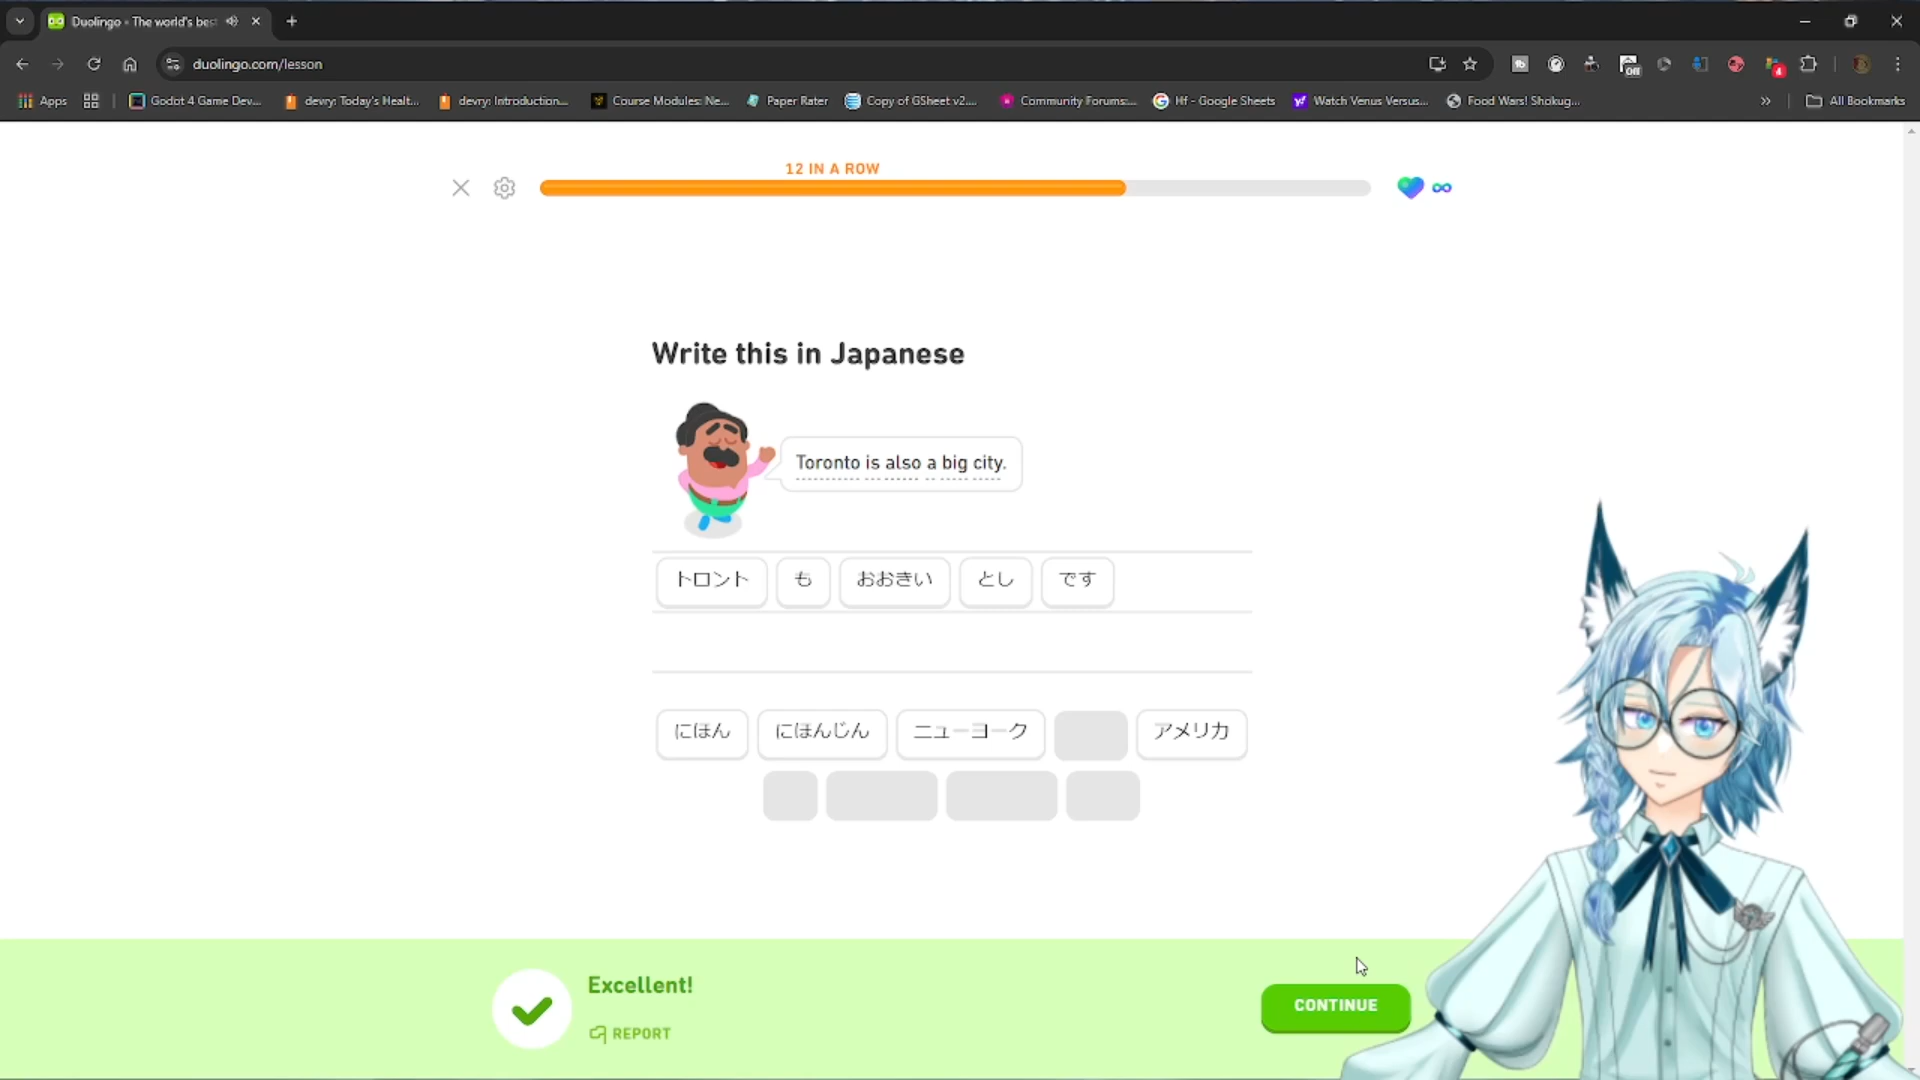 Duolingo - The world's bes
duolingo.com/lesson
Off
4
Apps
Godot 4 Game Dev...
devry: Today's Healt...
devry: Introduction...
Course Modules: Ne...
Paper Rater
Copy of GSheet v2....
Community Forums:...
Hf - Google Sheets
Watch Venus Versus...
Food Wars! Shokug...
All Bookmarks
12 IN A ROW
Write this in Japanese
Toronto is also a big city.
トロント も おおきい とし です
にほん にほんじん ニューヨーク アメリカ
Excellent!
REPORT
CONTINUE